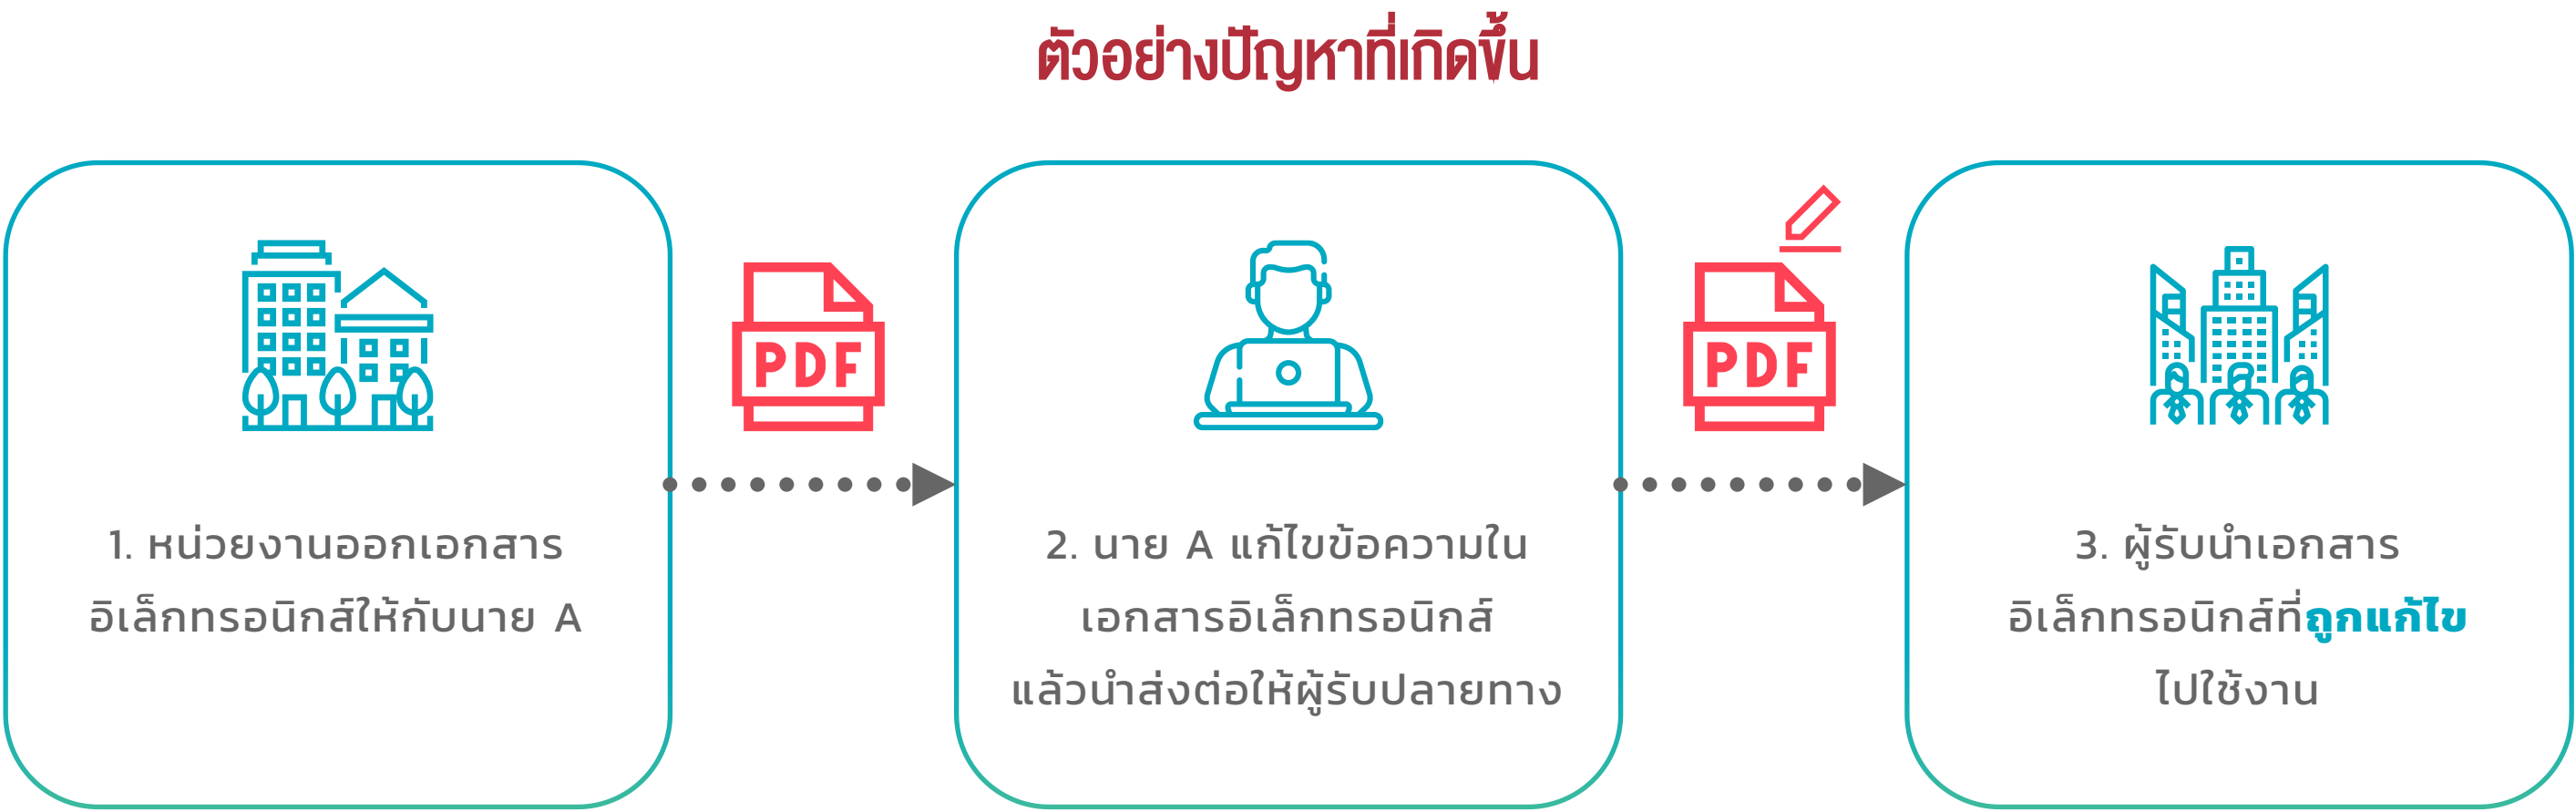 ตัวอย่างปัญหาที่เกิดขึ้น
PDF
PDF
1. หน่วยงานออกเอกสาร
อิเล็กทรอนิกส์ให้กับนาย A
2. นาย A แก้ไขข้อความใน
เอกสารอิเล็กทรอนิกส์
แล้วนำส่งต่อให้ผู้รับปลายทาง
3. ผู้รับนำเอกสาร
อิเล็กทรอนิกส์ที่ถูกแก้ไข
ไปใช้งาน